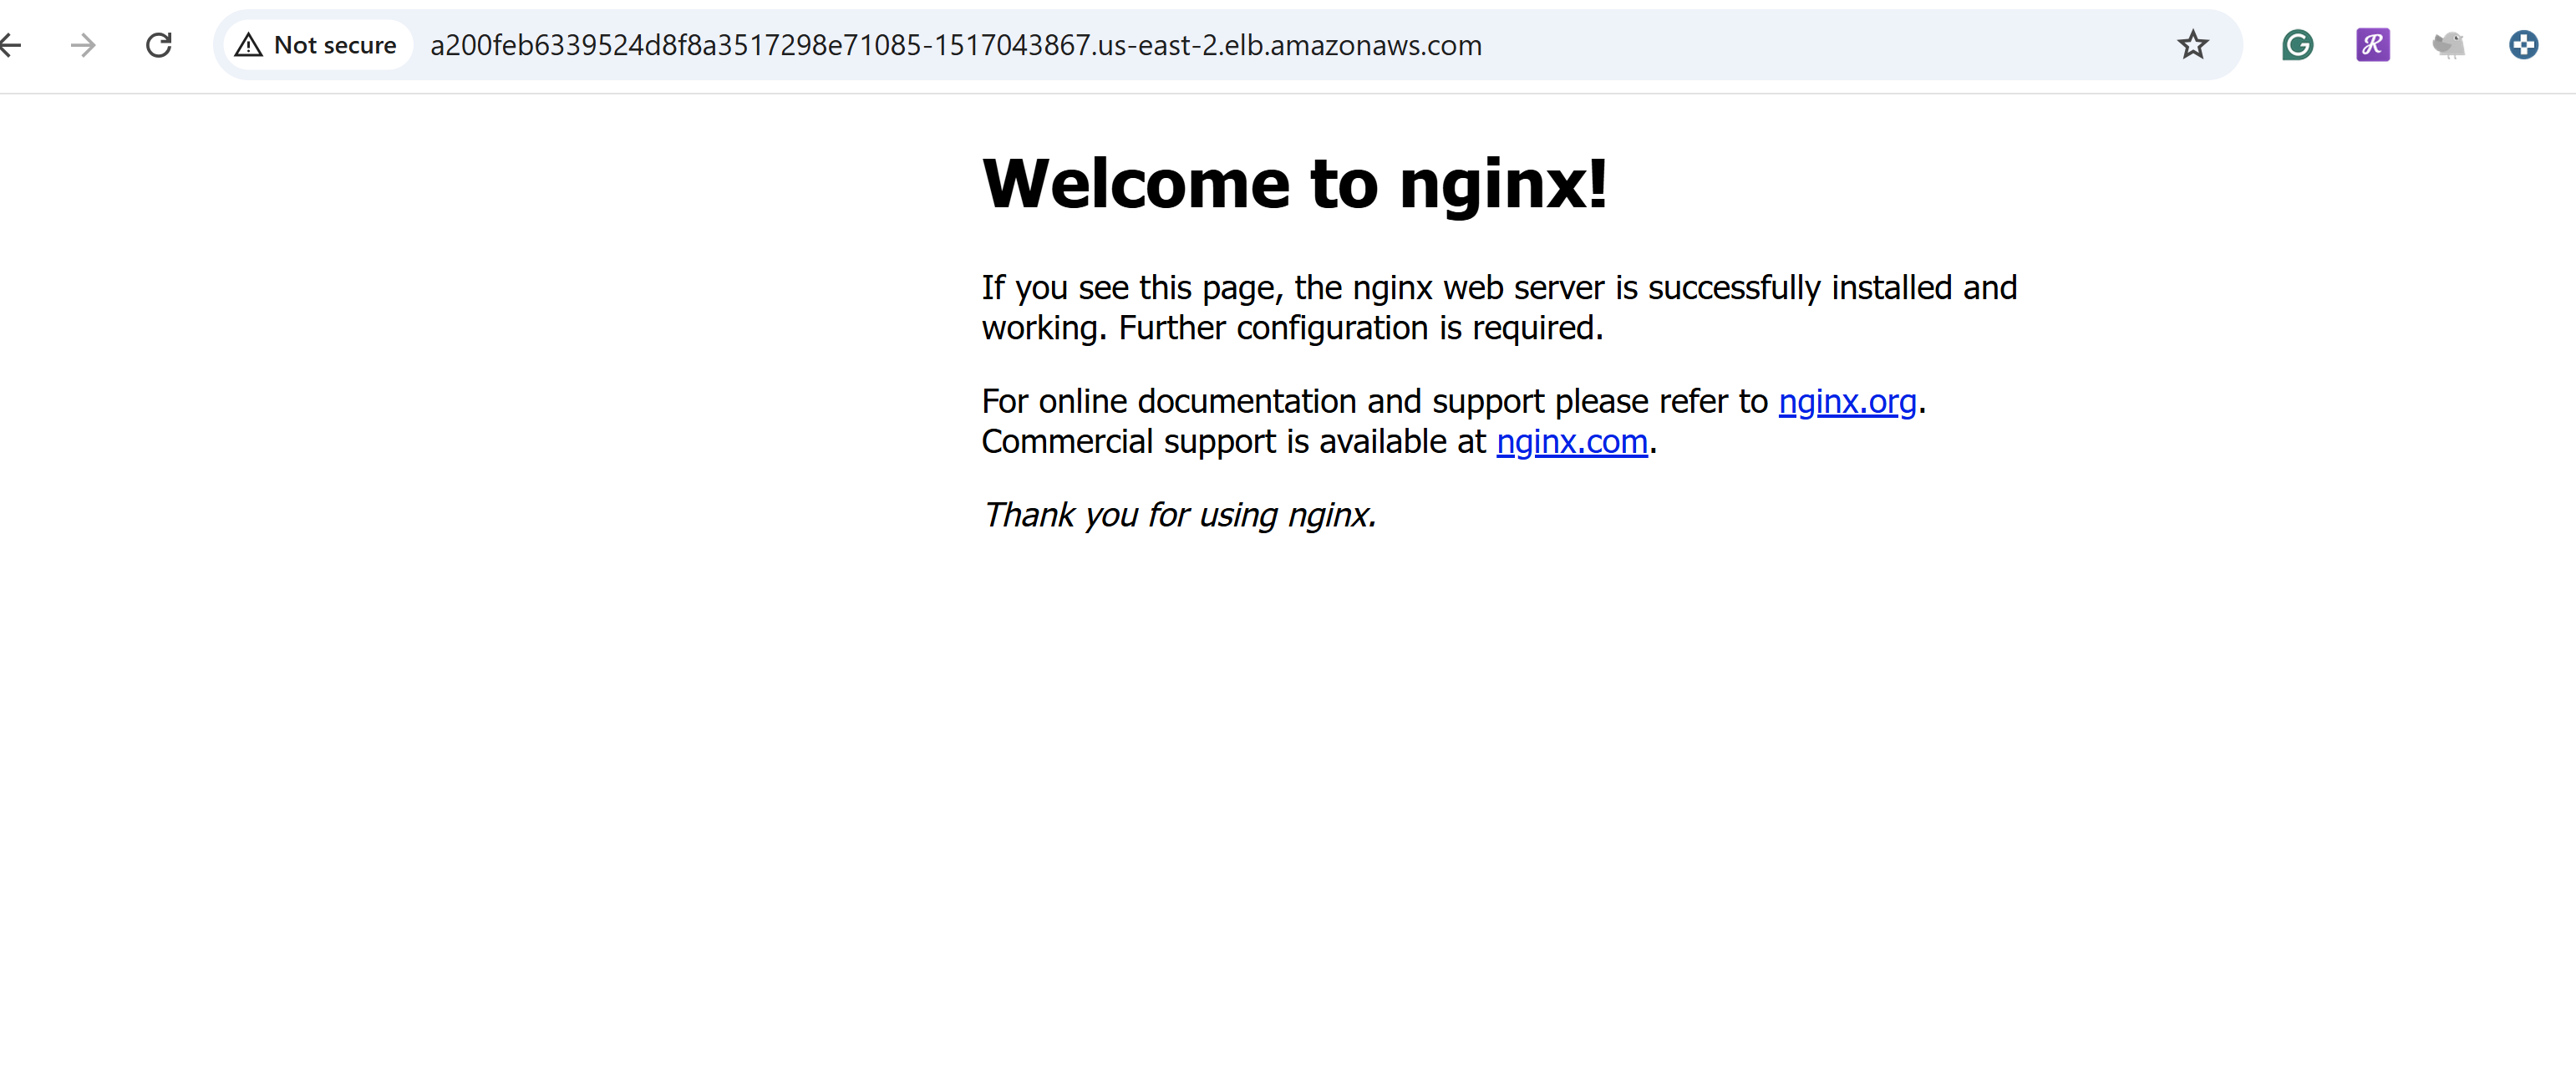 Not secure a200feb6339524d8f8a3517298e71085-1517043867.us-east-2.elb.amazonaws.com
Welcome to nginx!
If you see this page, the nginx web server is successfully installed and
working. Further configuration is required.
For online documentation and support please refer to nginx.org.
Commercial support is available at nginx.com.
Thank you for using nginx.